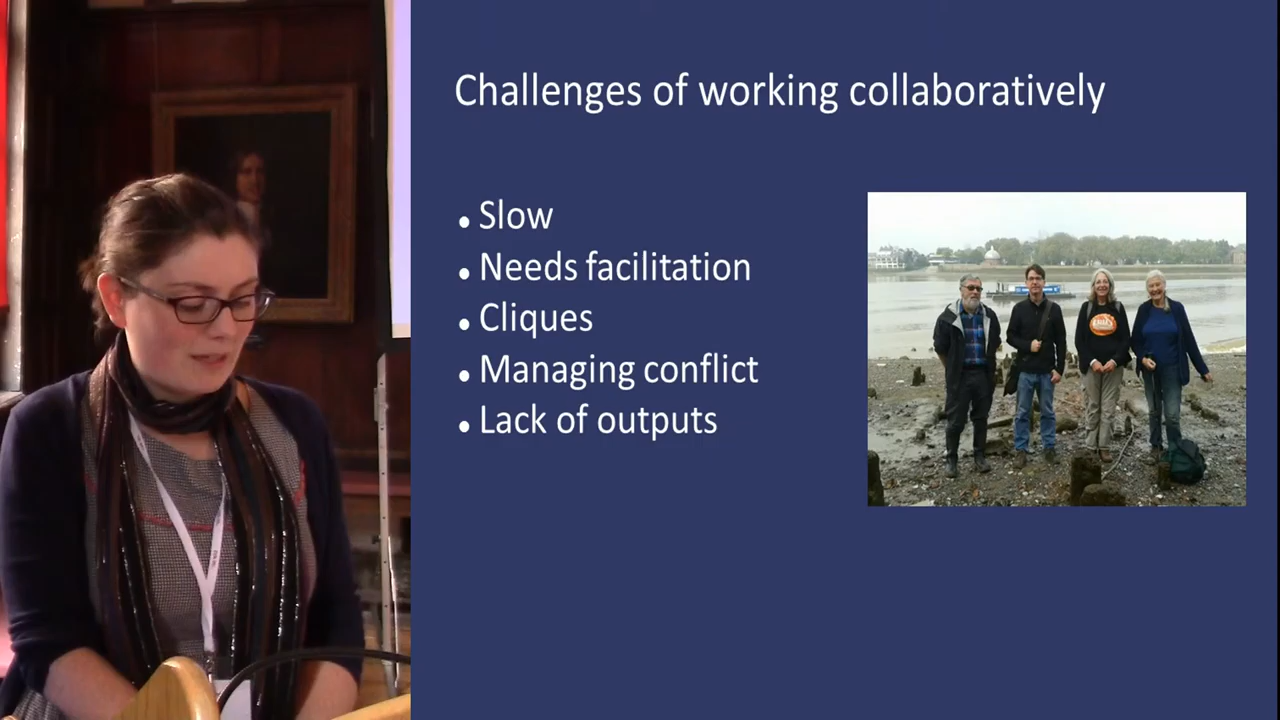 Challenges of working collaboratively
• Slow
• Needs facilitation
• Cliques
• Managing conflict
• Lack of outputs